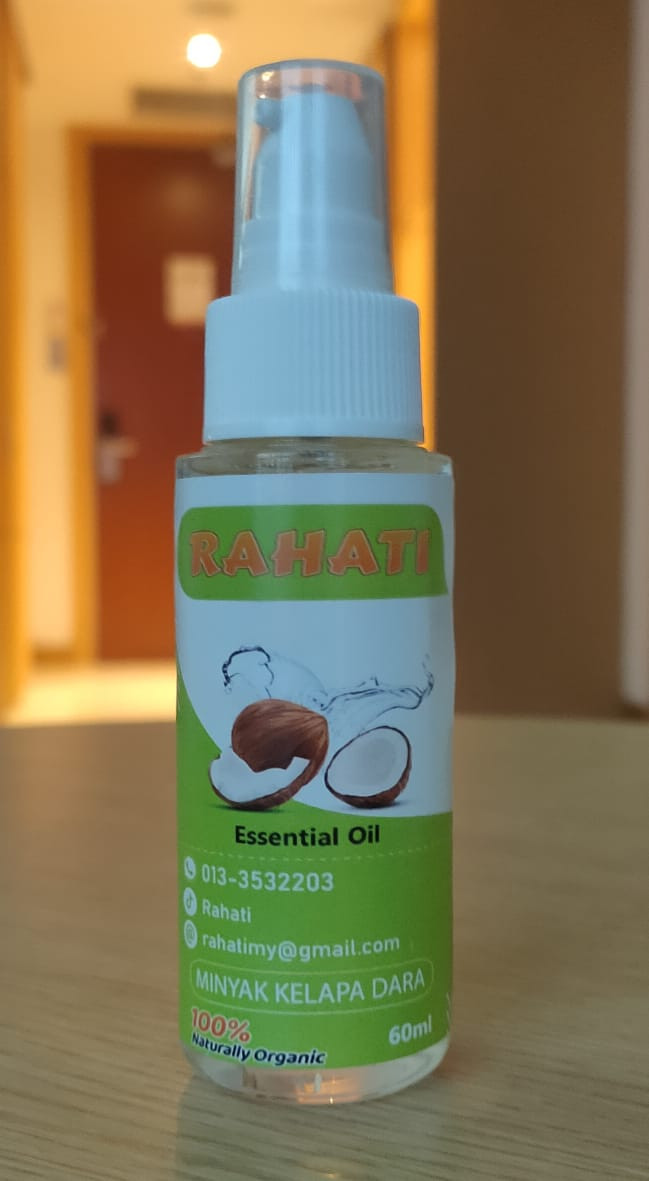 RAHATI
Essential Oil
013-3532203
Rahati
rahatimy@gmail.com
MINYAK KELAPA DARA
100%
Naturally Organic
60ml